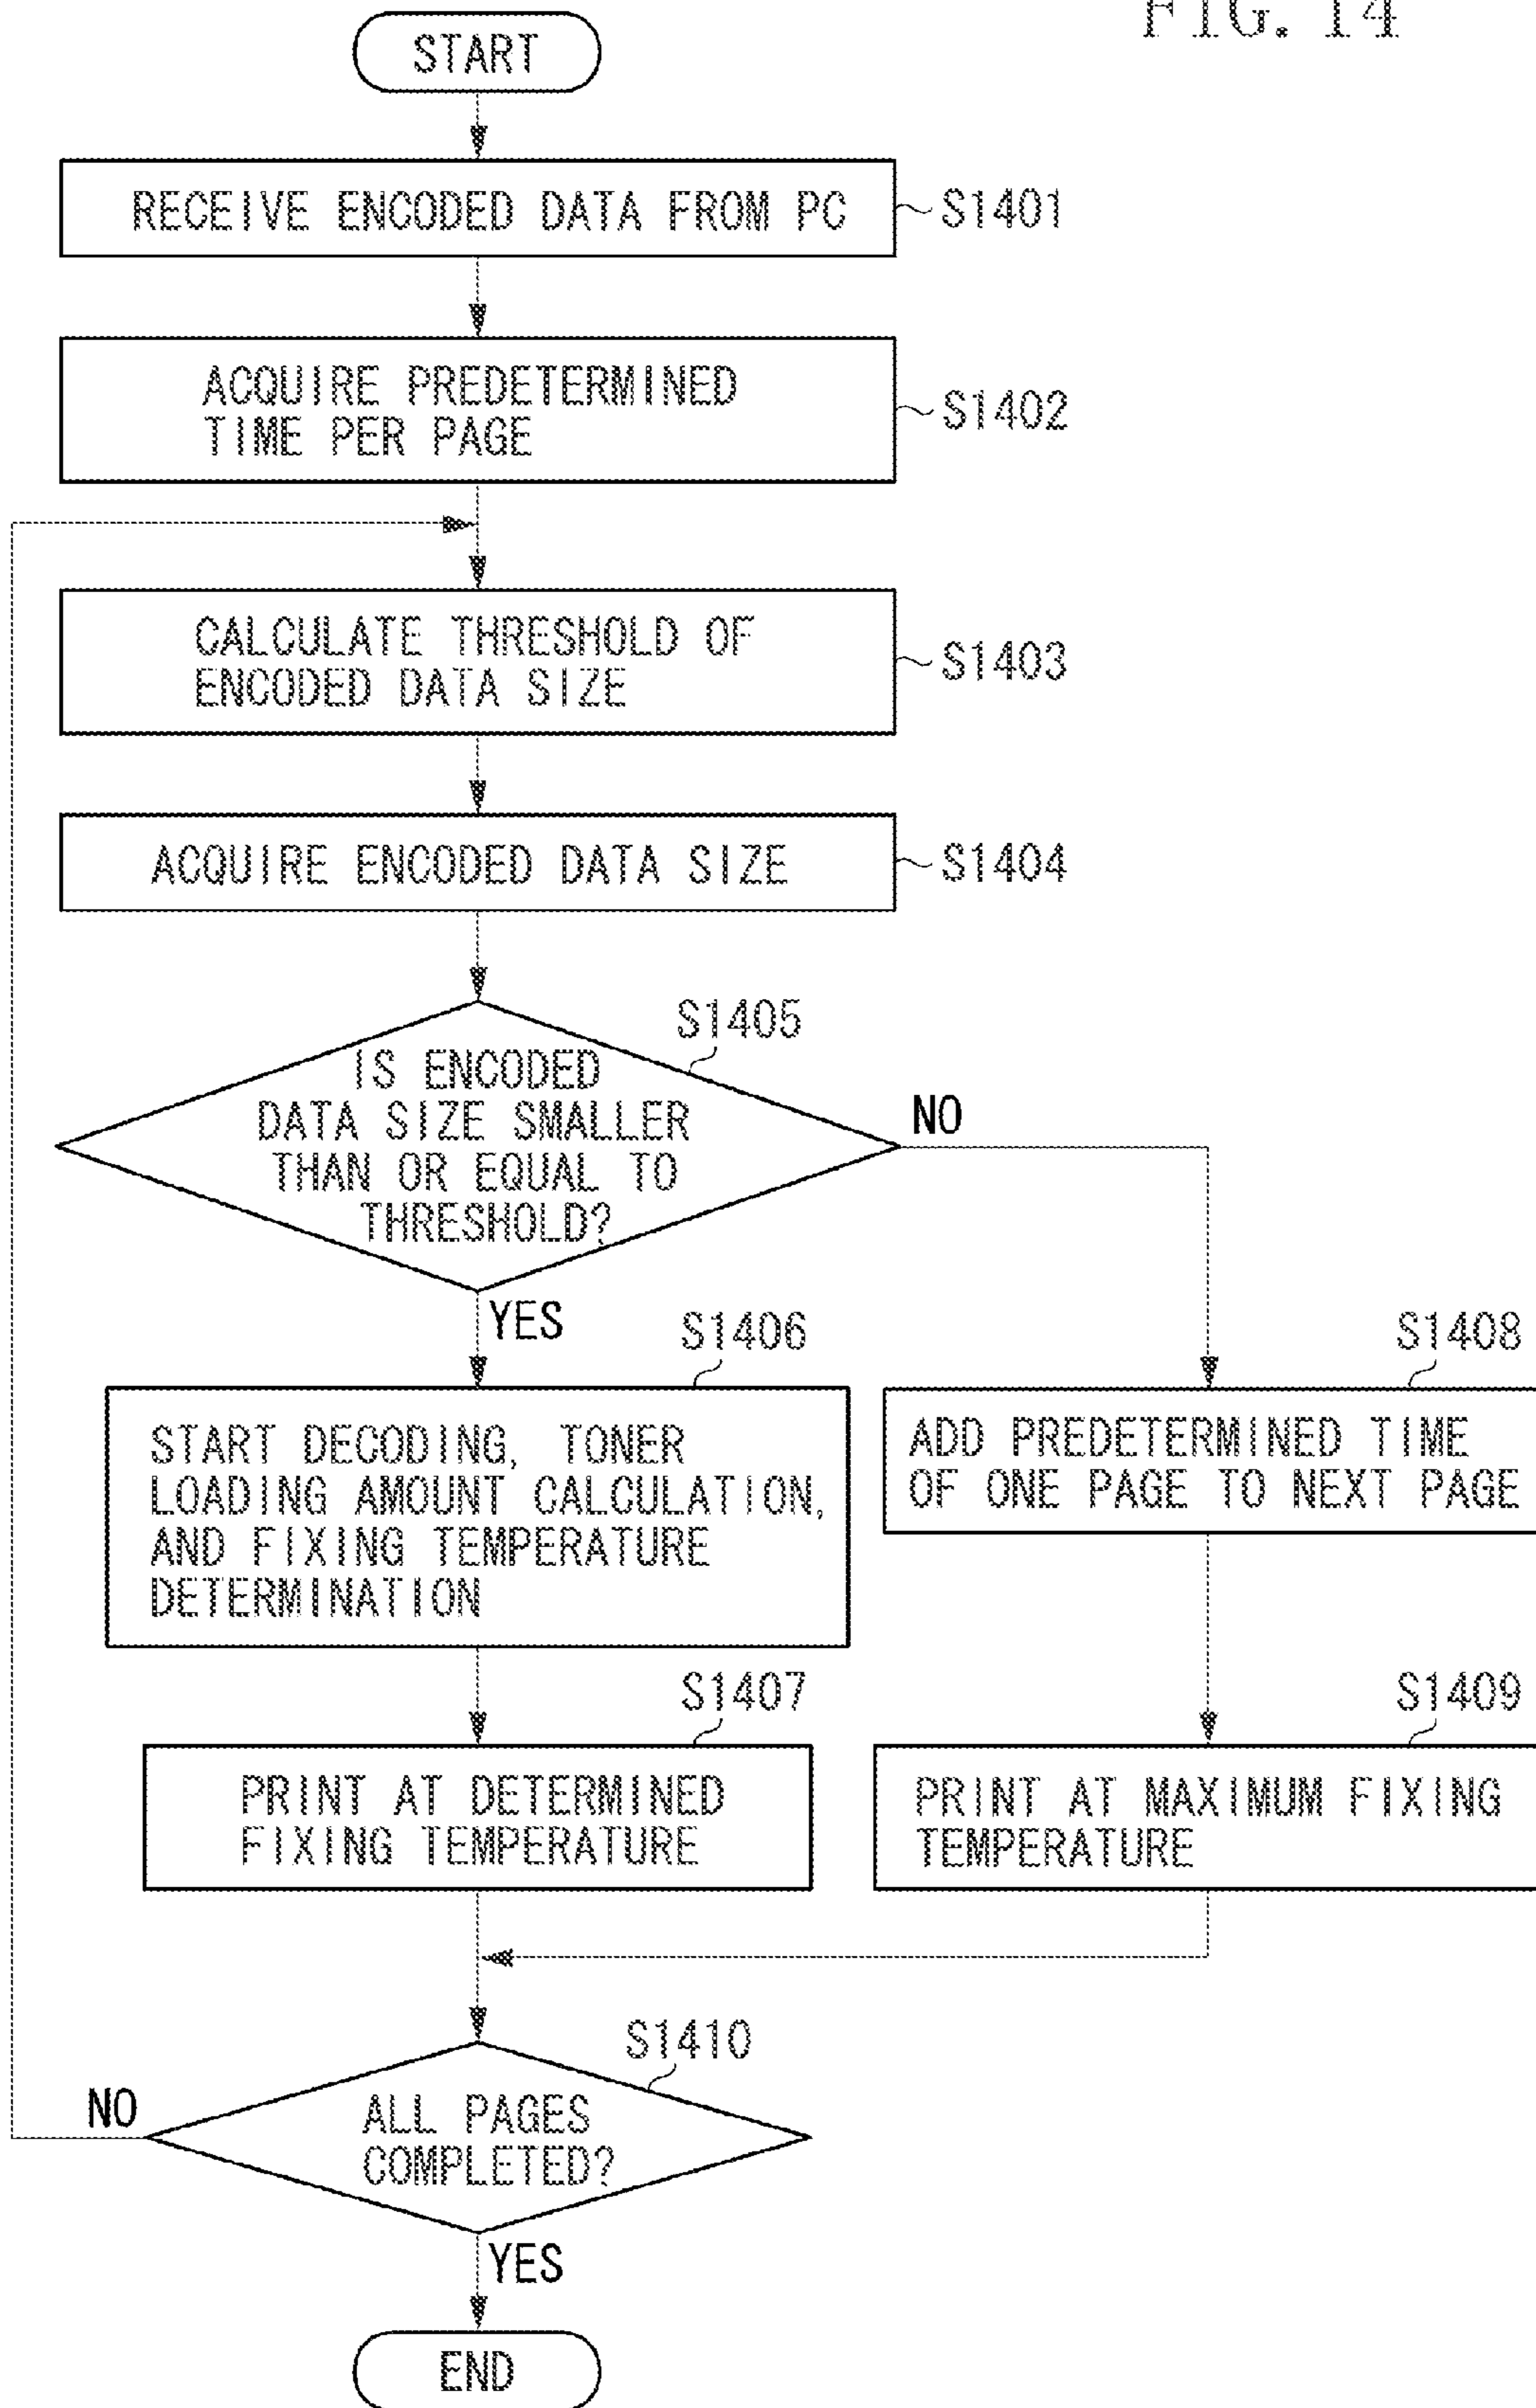 FIG. 14
START
RECEIVE ENCODED DATA FROM PC
S1401
ACQUIRE PREDETERMINED
TIME PER PAGE
S1402
CALCULATE THRESHOLD OF
ENCODED DATA SIZE
S1403
ACQUIRE ENCODED DATA SIZE
S1404
S1405
IS ENCODED
DATA SIZE SMALLER
THAN OR EQUAL TO
THRESHOLD?
NO
YES
S1406
START DECODING, TONER
LOADING AMOUNT CALCULATION,
AND FIXING TEMPERATURE
DETERMINATION
S1408
ADD PREDETERMINED TIME
OF ONE PAGE TO NEXT PAGE
S1407
PRINT AT DETERMINED
FIXING TEMPERATURE
S1409
PRINT AT MAXIMUM FIXING
TEMPERATURE
S1410
ALL PAGES
COMPLETED?
NO
YES
END